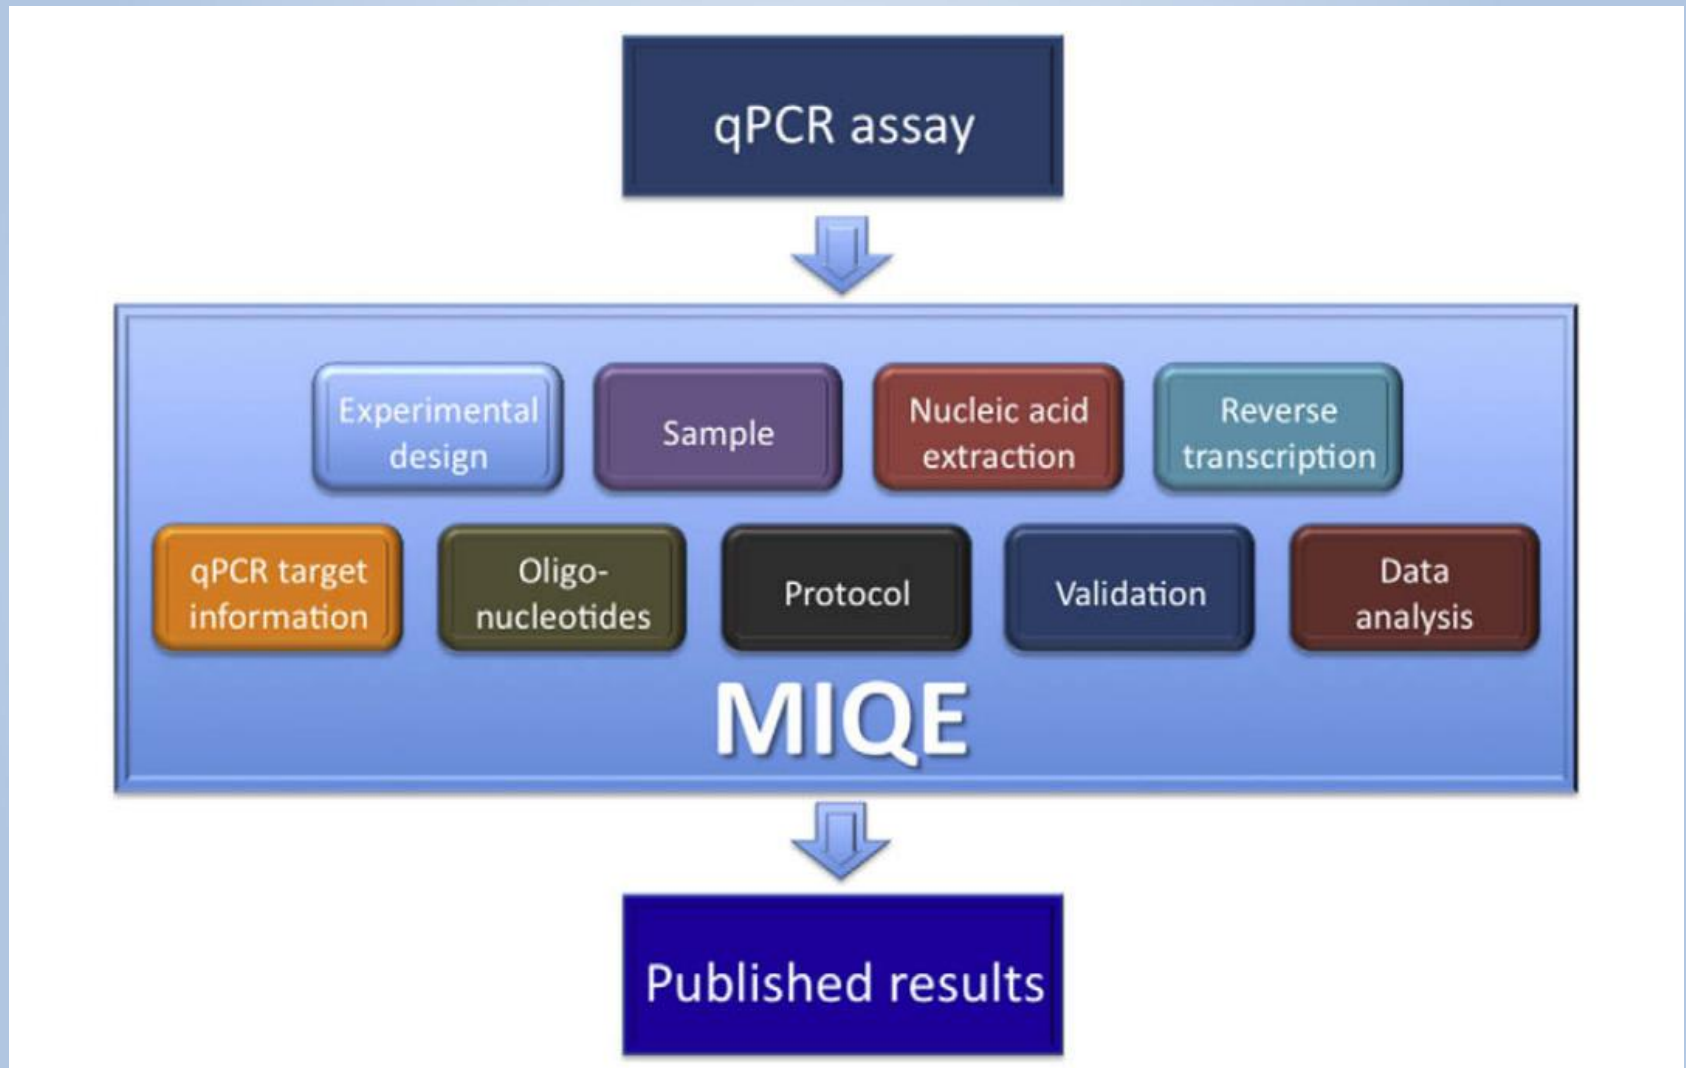 qPCR assay
Experimental
design
Sample
Nucleic acid
extraction
Reverse
transcription
qPCR target
information
Oligo-
nucleotides
Protocol
Validation
Data
analysis
MIQE
Published results